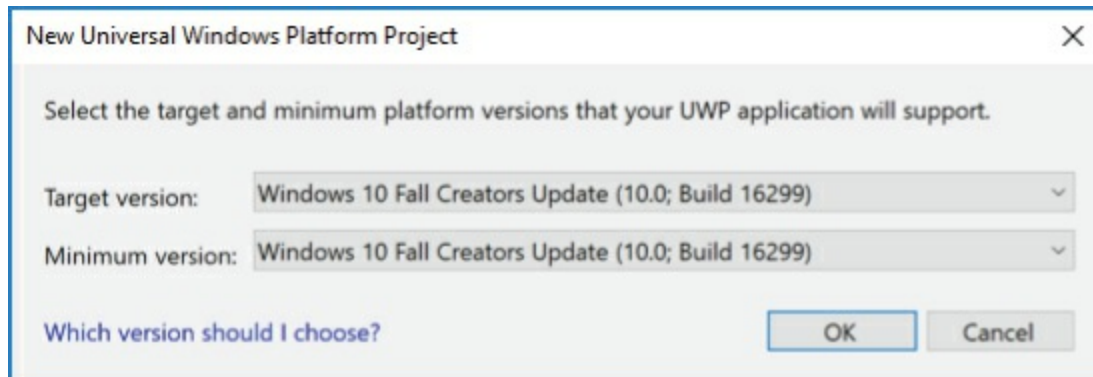 New Universal Windows Platform Project
Select the target and minimum platform versions that your UWP application will support.
Target version: Windows 10 Fall Creators Update (10.0; Build 16299)
Minimum version: Windows 10 Fall Creators Update (10.0; Build 16299)
Which version should I choose? OK Cancel